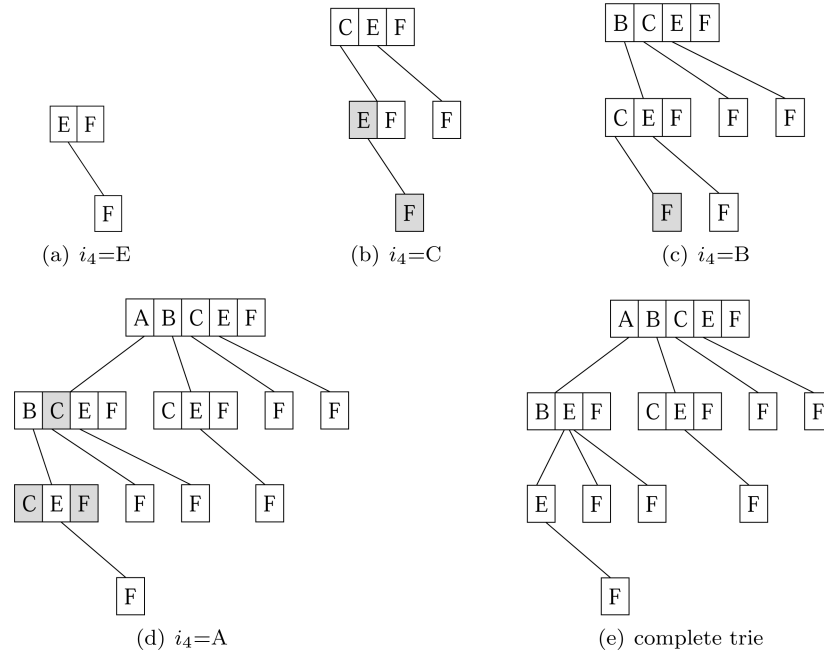 E F
F
(a) i₄=E
C E F
E F F
F
(b) i₄=C
B C E F
C E F F F
F F
(c) i₄=B
A B C E F
B C E F C E F F F
C E F F F F
F
(d) i₄=A
A B C E F
B E F C E F F F
E F F F
F
(e) complete trie